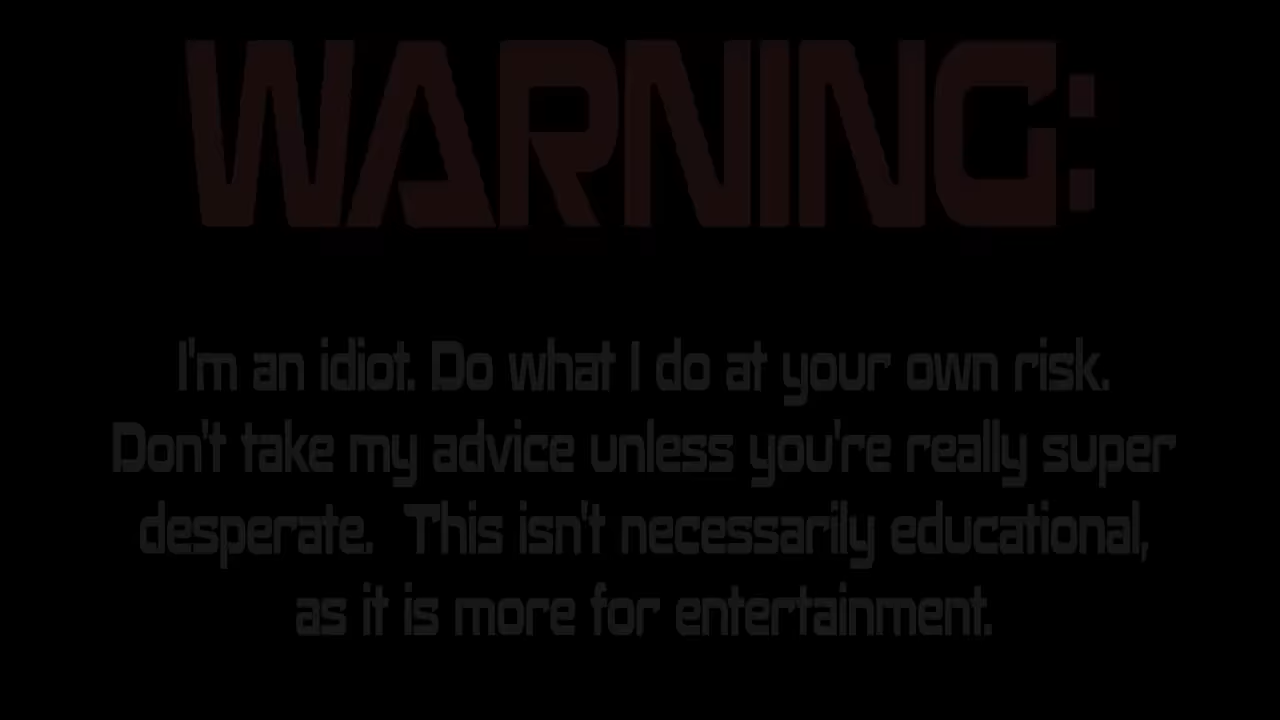 WARNING:
I'm an idiot. Do what I do at your own risk.
Don't take my advice unless you're really super
desperate.  This isn't necessarily educational,
as it is more for entertainment.